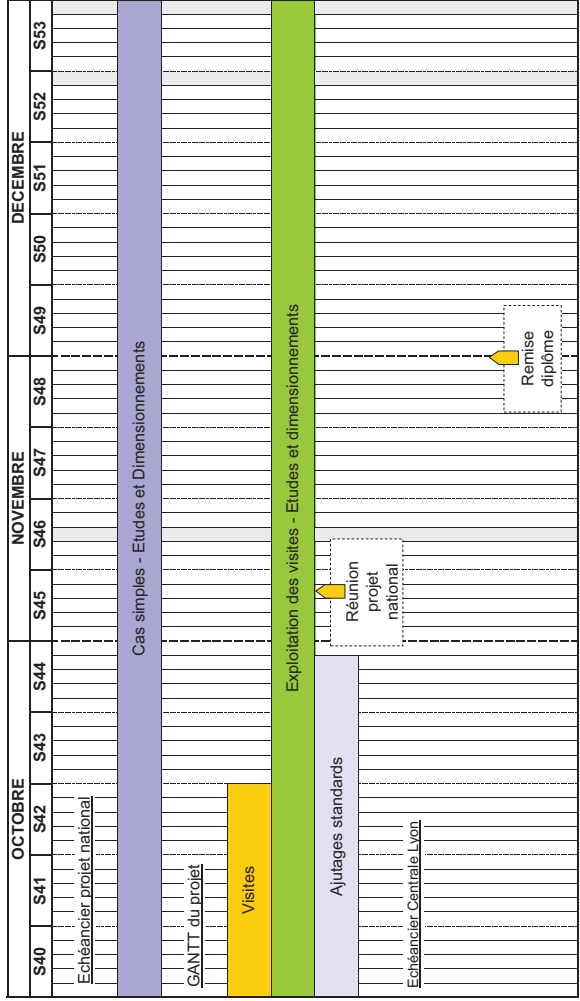 OCTOBRE
NOVEMBRE
DECEMBRE
S40
S41
S42
S43
S44
S45
S46
S47
S48
S49
S50
S51
S52
S53
Echéancier projet national
Cas simples - Etudes et Dimensionnements
GANTT du projet
Visites
Exploitation des visites - Etudes et dimensionnements
Ajutages standards
Réunion
projet
national
Echéancier Centrale Lyon
Remise
diplôme